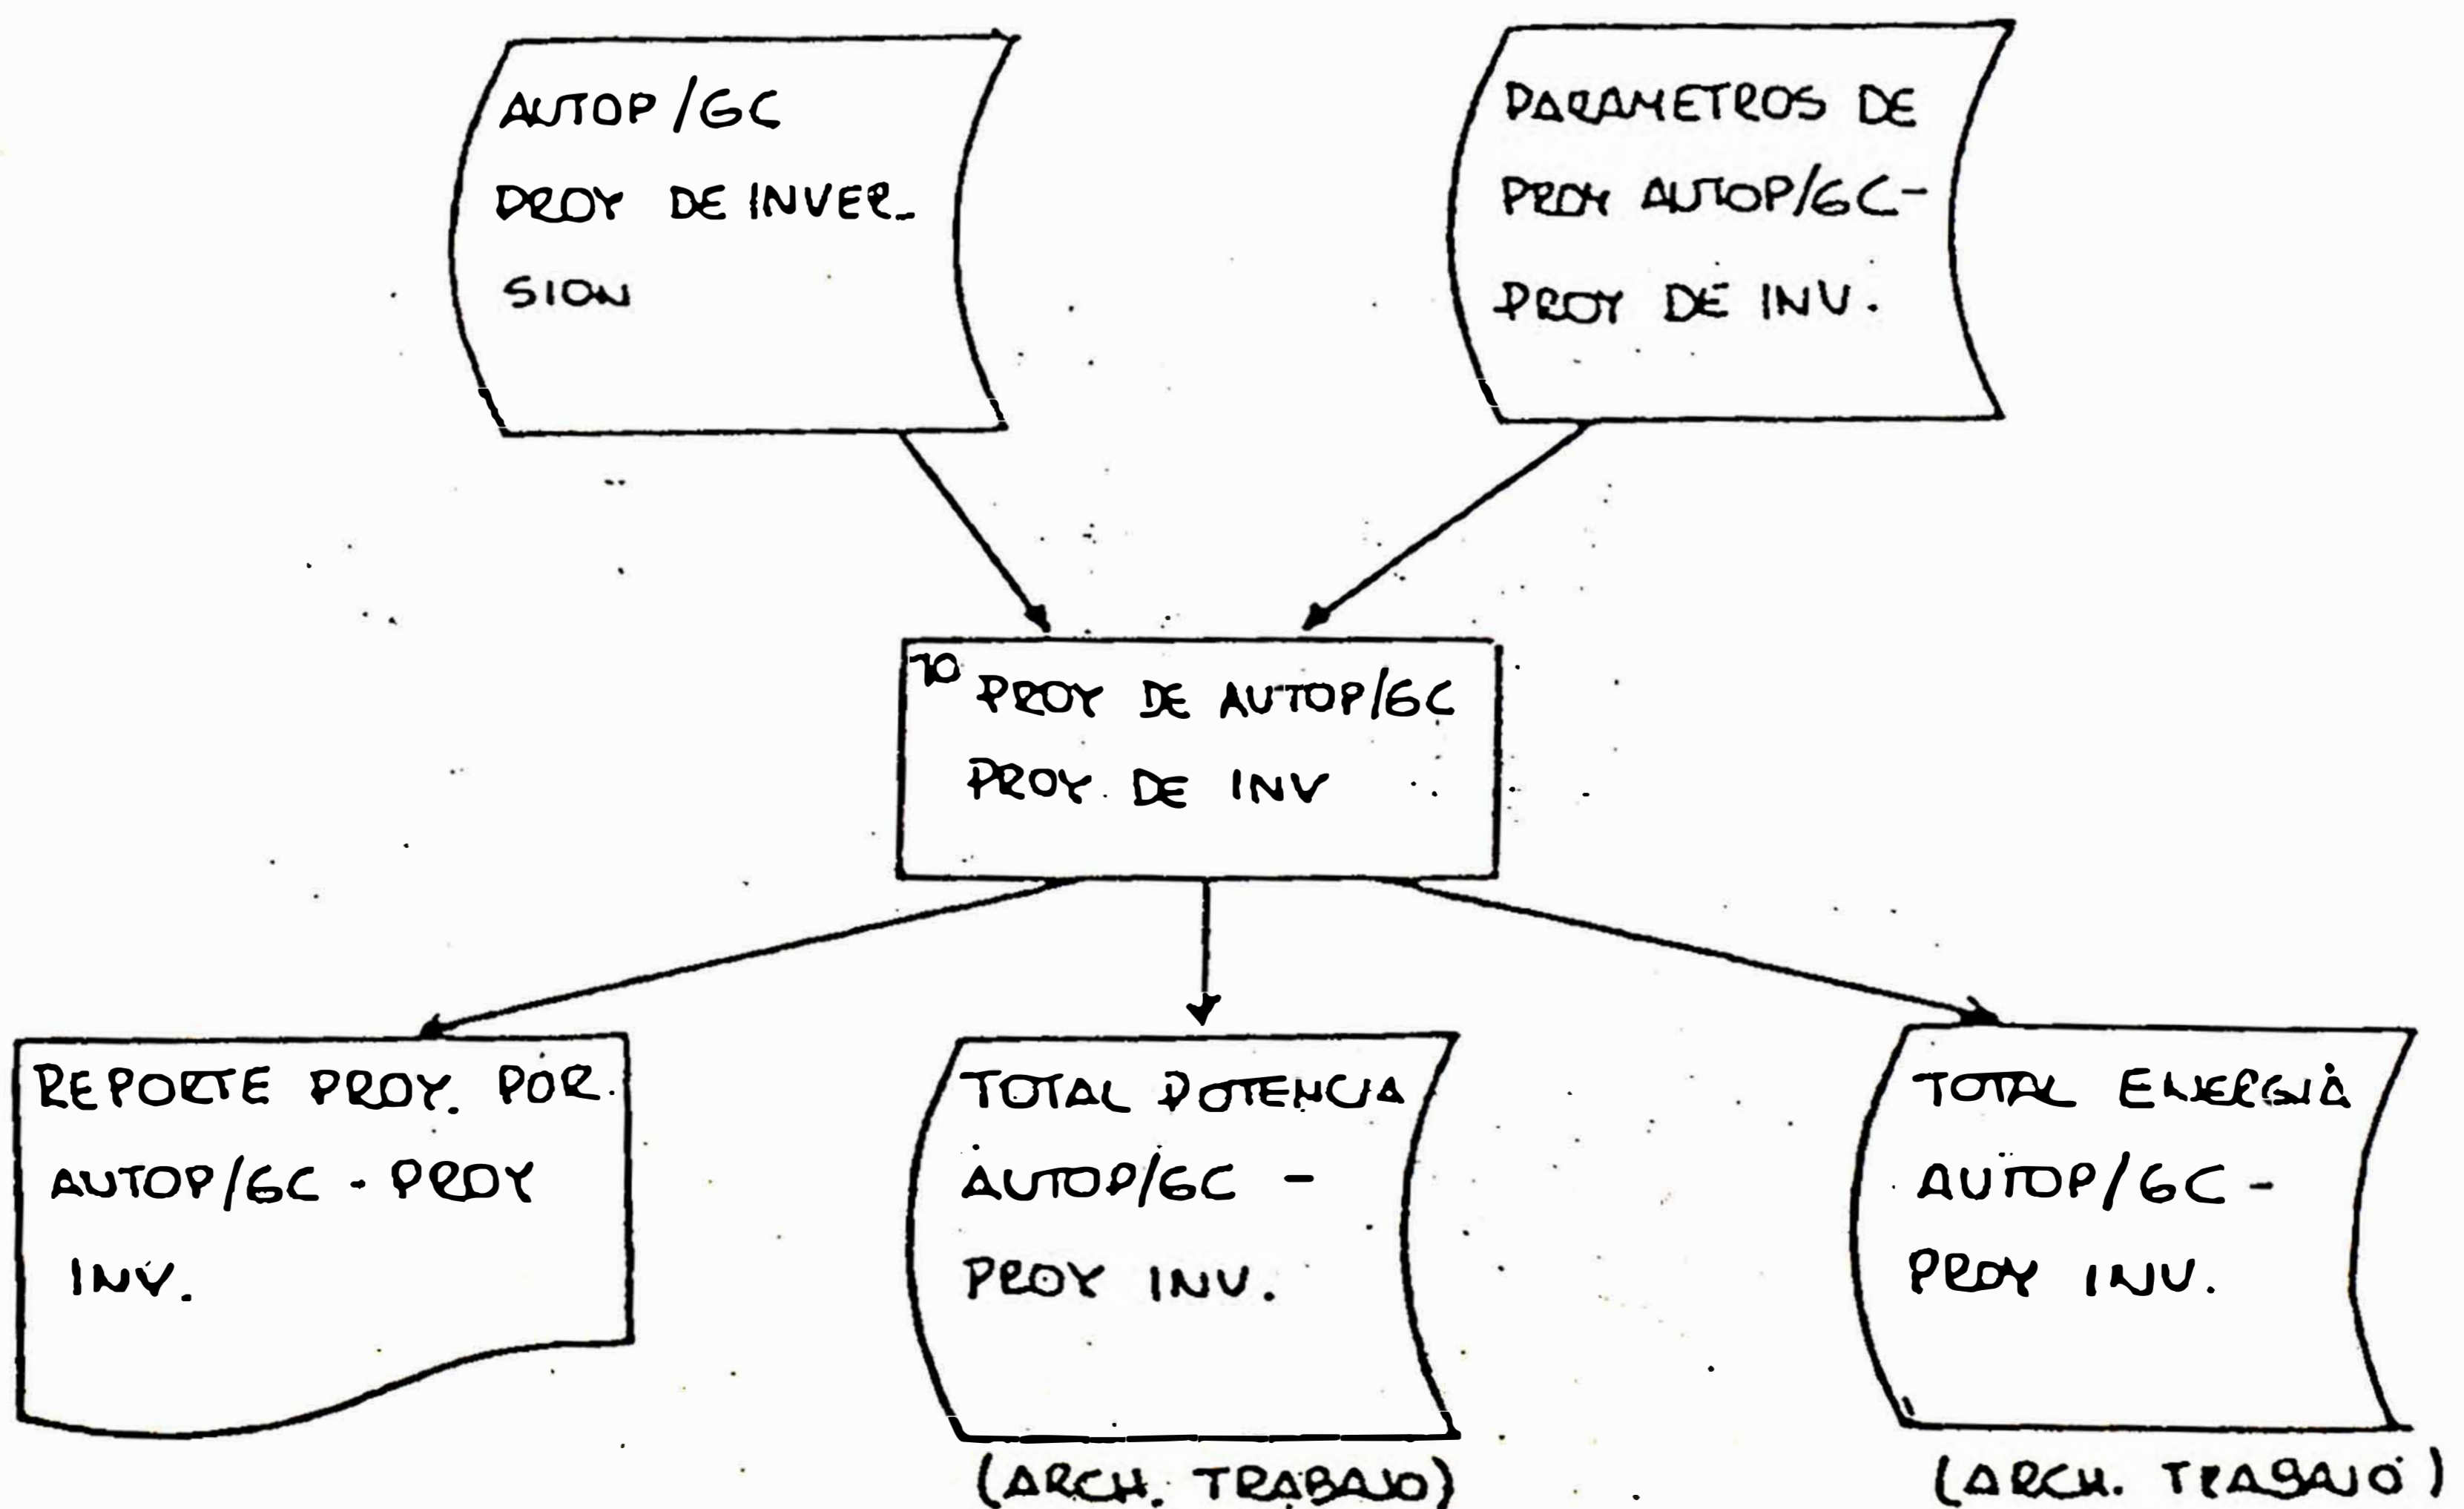 AUTOP/GC
PROY DE INVER-
SION
PARAMETROS DE
PROY AUTOP/GC-
PROY DE INV.
10
PROY DE AUTOP/GC
PROY. DE INV
REPORTE PROY. POR
AUTOP/GC - PROY
INV.
TOTAL POTENCIA
AUTOP/GC -
PROY INV.
(ARCH. TRABAJO)
TOTAL ENERGIA
AUTOP/GC -
PROY INV.
(ARCH. TRABAJO)